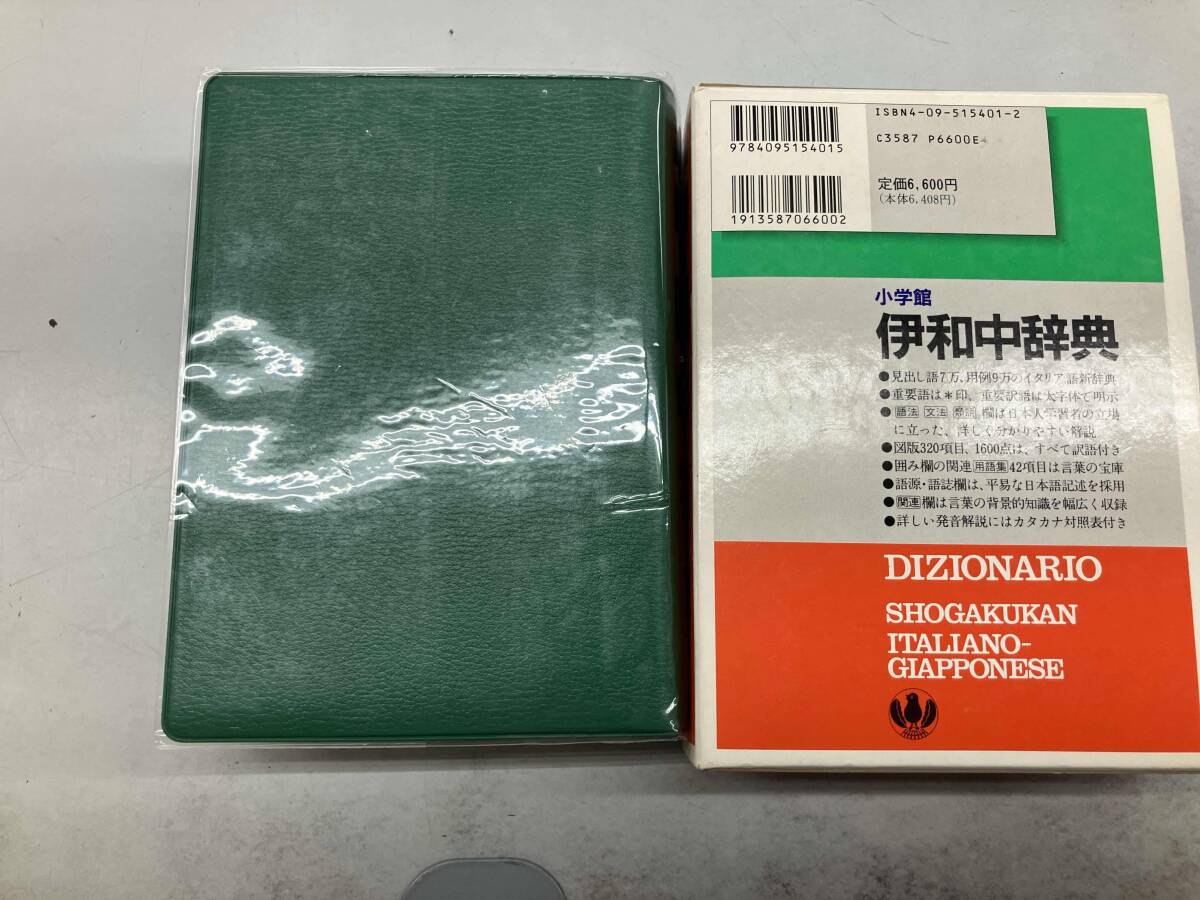 ISBN4-09-515401-2
9784095154015
C3587 P6600E
定価6,600円
(本体6,408円)
1913587066002
小学館
伊和中辞典
●見出し語7万、用例9万のイタリア語新辞典
●重要語は*印、重要訳語は太字体で明示
●語法 文法 類語 欄は日本人学習者の立場
に立った、詳しく分かりやすい解説
●図版320項目、1600点は、すべて訳語付き
●囲み欄の関連用語集42項目は言葉の宝庫
●語源・語誌欄は、平易な日本語記述を採用
●関連欄は言葉の背景的知識を幅広く収録
●詳しい発音解説にはカタカナ対照表付き
DIZIONARIO
SHOGAKUKAN
ITALIANO-
GIAPPONESE